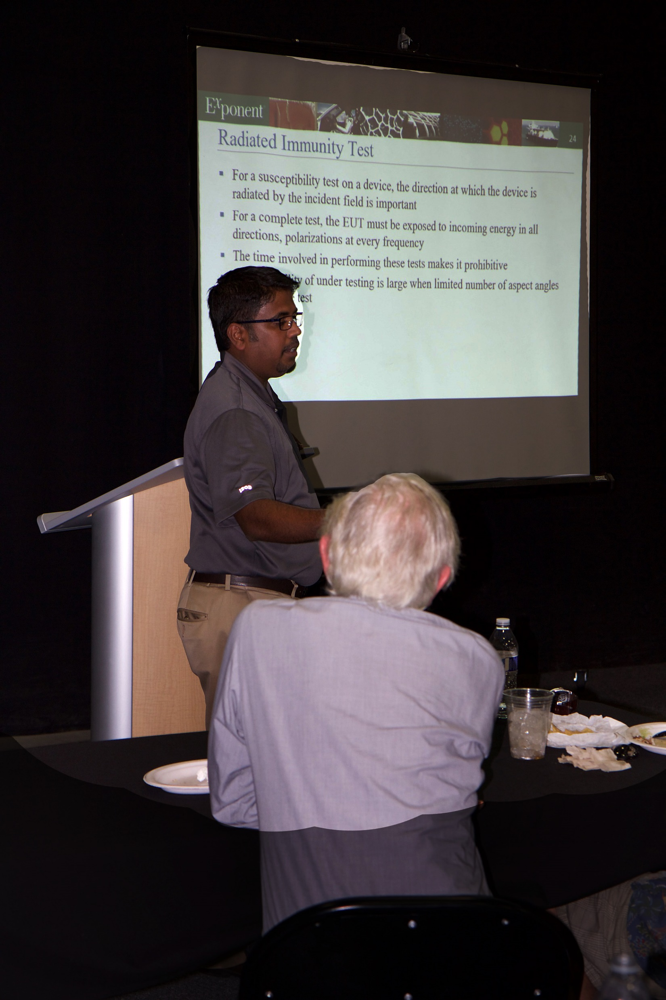 Exponent
24
Radiated Immunity Test
▪ For a susceptibility test on a device, the direction at which the device is
radiated by the incident field is important
▪ For a complete test, the EUT must be exposed to incoming energy in all
directions, polarizations at every frequency
▪ The time involved in performing these tests makes it prohibitive
of under testing is large when limited number of aspect angles
test
IZOD